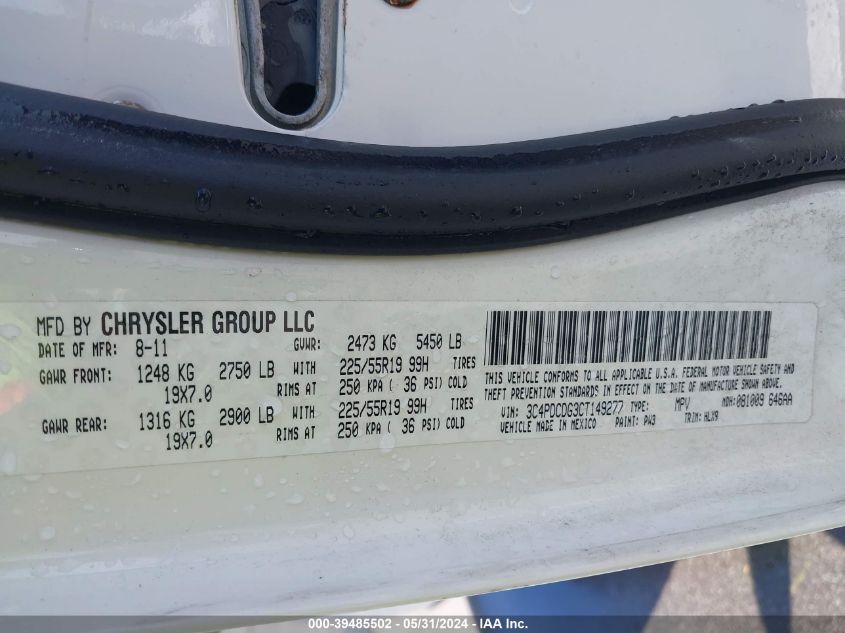 MFD BY CHRYSLER GROUP LLC
DATE OF MFR: 8-11 GVWR: 2473 KG 5450 LB
GAWR FRONT: 1248 KG 2750 LB WITH 225/55R19 99H TIRES
19X7.0 RIMS AT 250 KPA ( 36 PSI) COLD
GAWR REAR: 1316 KG 2900 LB WITH 225/55R19 99H TIRES
19X7.0 RIMS AT 250 KPA ( 36 PSI) COLD
THIS VEHICLE CONFORMS TO ALL APPLICABLE U.S.A. FEDERAL MOTOR VEHICLE SAFETY AND
THEFT PREVENTION STANDARDS IN EFFECT ON THE DATE OF MANUFACTURE SHOWN ABOVE.
VIN: 3C4PDCDG3CT149277 TYPE: MPV MDH: 081009 646AA
VEHICLE MADE IN MEXICO PAINT: PW3 TRIM: HLX9
000-39485502 - 05/31/2024 - IAA Inc.